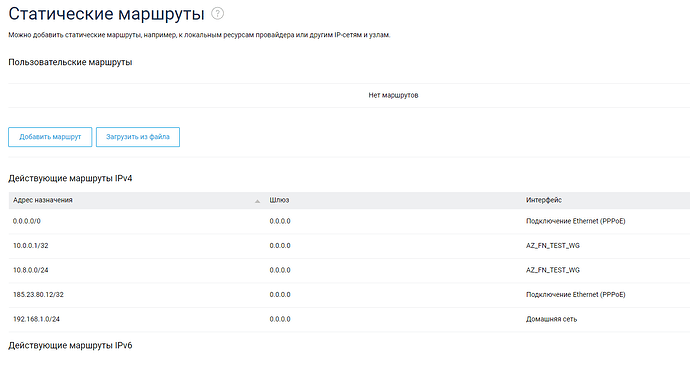 Статические маршруты ?
Можно добавить статические маршруты, например, к локальным ресурсам провайдера или другим IP-сетям и узлам.
Пользовательские маршруты
Нет маршрутов
Добавить маршрут Загрузить из файла
Действующие маршруты IPv4
Адрес назначения Шлюз Интерфейс
0.0.0.0/0 0.0.0.0 Подключение Ethernet (PPPoE)
10.0.0.1/32 0.0.0.0 AZ_FN_TEST_WG
10.8.0.0/24 0.0.0.0 AZ_FN_TEST_WG
185.23.80.12/32 0.0.0.0 Подключение Ethernet (PPPoE)
192.168.1.0/24 0.0.0.0 Домашняя сеть
Действующие маршруты IPv6